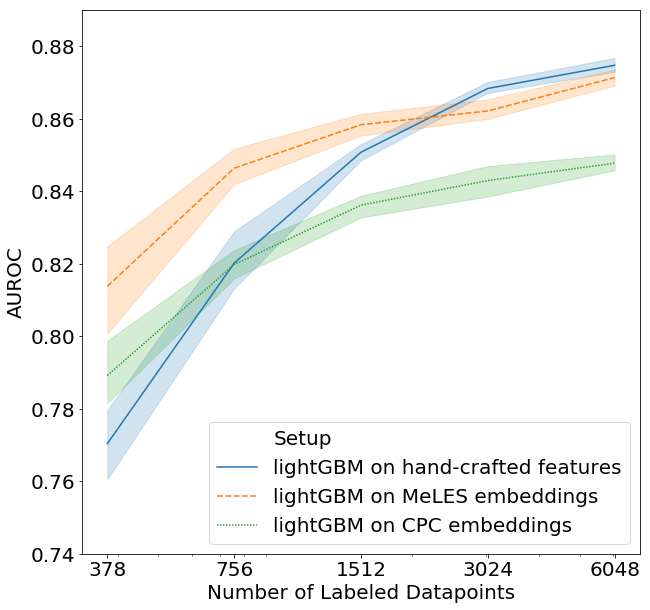 AUROC
0.88
0.86
0.84
0.82
0.80
0.78
0.76
0.74
Setup
lightGBM on hand-crafted features
lightGBM on MeLES embeddings
lightGBM on CPC embeddings
378 756 1512 3024 6048
Number of Labeled Datapoints